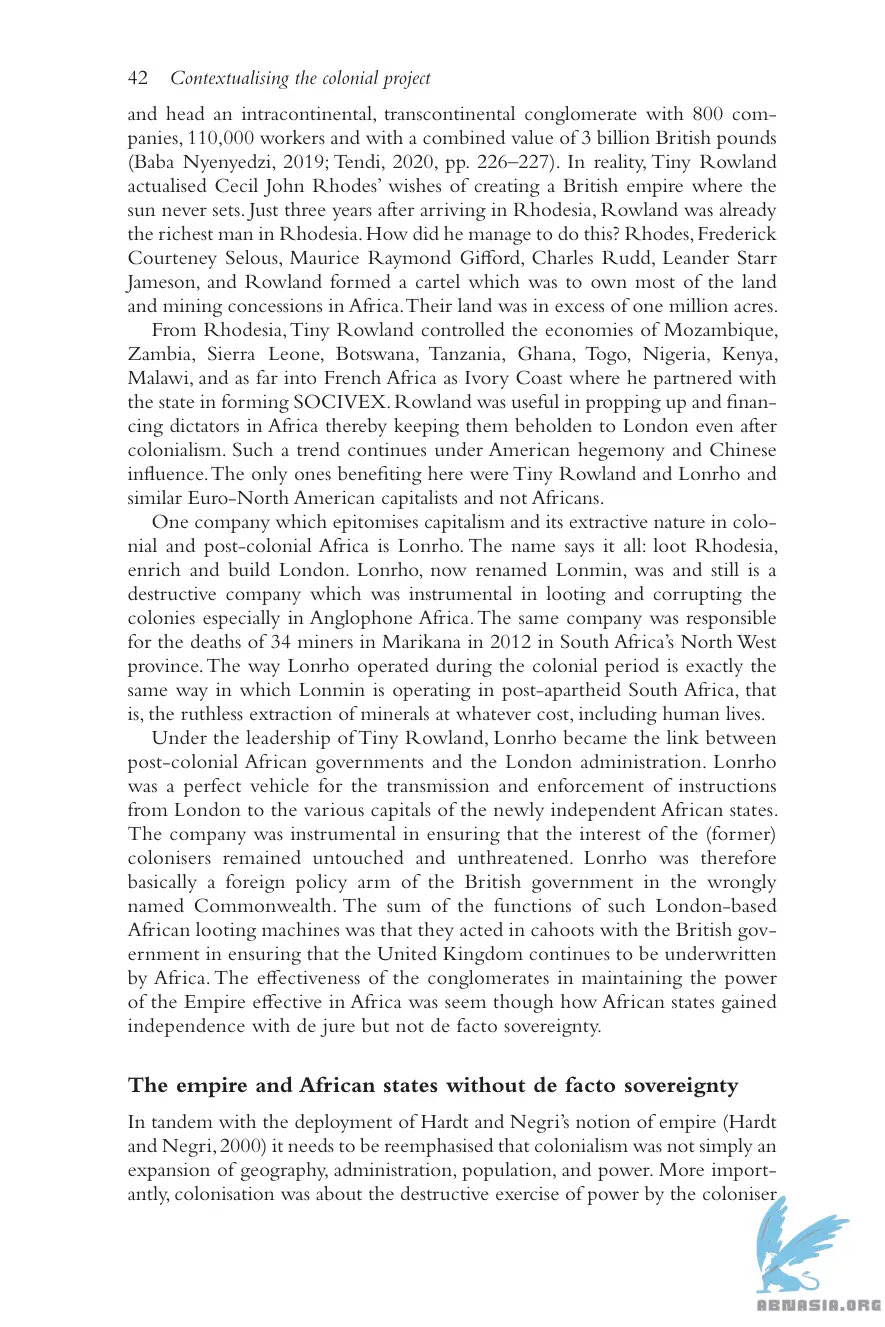 42 Contextualising the colonial project
and head an intracontinental, transcontinental conglomerate with 800 com-
panies, 110,000 workers and with a combined value of 3 billion British pounds
(Baba Nyenyedzi, 2019; Tendi, 2020, pp. 226–227). In reality, Tiny Rowland
actualised Cecil John Rhodes’ wishes of creating a British empire where the
sun never sets. Just three years after arriving in Rhodesia, Rowland was already
the richest man in Rhodesia. How did he manage to do this? Rhodes, Frederick
Courteney Selous, Maurice Raymond Gifford, Charles Rudd, Leander Starr
Jameson, and Rowland formed a cartel which was to own most of the land
and mining concessions in Africa. Their land was in excess of one million acres.
From Rhodesia, Tiny Rowland controlled the economies of Mozambique,
Zambia, Sierra Leone, Botswana, Tanzania, Ghana, Togo, Nigeria, Kenya,
Malawi, and as far into French Africa as Ivory Coast where he partnered with
the state in forming SOCIVEX. Rowland was useful in propping up and finan-
cing dictators in Africa thereby keeping them beholden to London even after
colonialism. Such a trend continues under American hegemony and Chinese
influence. The only ones benefiting here were Tiny Rowland and Lonrho and
similar Euro-North American capitalists and not Africans.
One company which epitomises capitalism and its extractive nature in colo-
nial and post-colonial Africa is Lonrho. The name says it all: loot Rhodesia,
enrich and build London. Lonrho, now renamed Lonmin, was and still is a
destructive company which was instrumental in looting and corrupting the
colonies especially in Anglophone Africa. The same company was responsible
for the deaths of 34 miners in Marikana in 2012 in South Africa’s North West
province. The way Lonrho operated during the colonial period is exactly the
same way in which Lonmin is operating in post-apartheid South Africa, that
is, the ruthless extraction of minerals at whatever cost, including human lives.
Under the leadership of Tiny Rowland, Lonrho became the link between
post-colonial African governments and the London administration. Lonrho
was a perfect vehicle for the transmission and enforcement of instructions
from London to the various capitals of the newly independent African states.
The company was instrumental in ensuring that the interest of the (former)
colonisers remained untouched and unthreatened. Lonrho was therefore
basically a foreign policy arm of the British government in the wrongly
named Commonwealth. The sum of the functions of such London-based
African looting machines was that they acted in cahoots with the British gov-
ernment in ensuring that the United Kingdom continues to be underwritten
by Africa. The effectiveness of the conglomerates in maintaining the power
of the Empire effective in Africa was seem though how African states gained
independence with de jure but not de facto sovereignty.
The empire and African states without de facto sovereignty
In tandem with the deployment of Hardt and Negri’s notion of empire (Hardt
and Negri, 2000) it needs to be reemphasised that colonialism was not simply an
expansion of geography, administration, population, and power. More import-
antly, colonisation was about the destructive exercise of power by the coloniser
ABNASIA.ORG